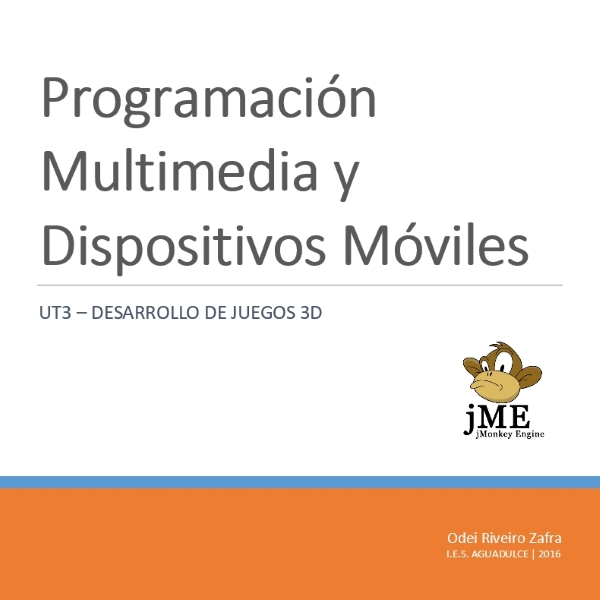 Programación
Multimedia y
Dispositivos Móviles
UT3 – DESARROLLO DE JUEGOS 3D
jME
jMonkey Engine
Odei Riveiro Zafra
I.E.S. AGUADULCE | 2016